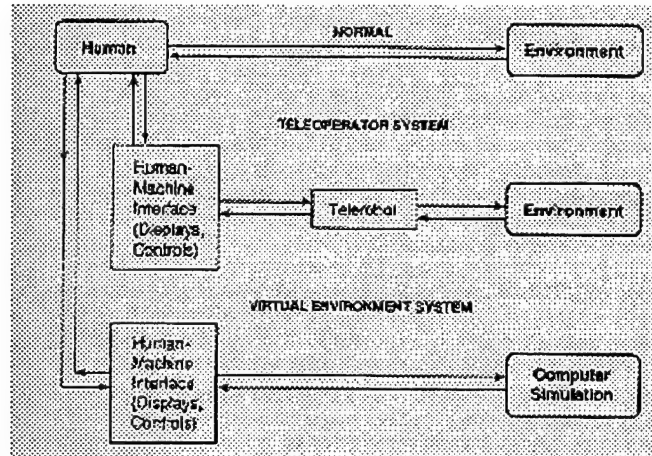 NORMAL
Human
Environment
TELEOPERATOR SYSTEM
Human-
Machine
Interface
(Displays,
Controls)
Telerobot
Environment
VIRTUAL ENVIRONMENT SYSTEM
Human-
Machine
Interface
(Displays,
Controls)
Computer
Simulation